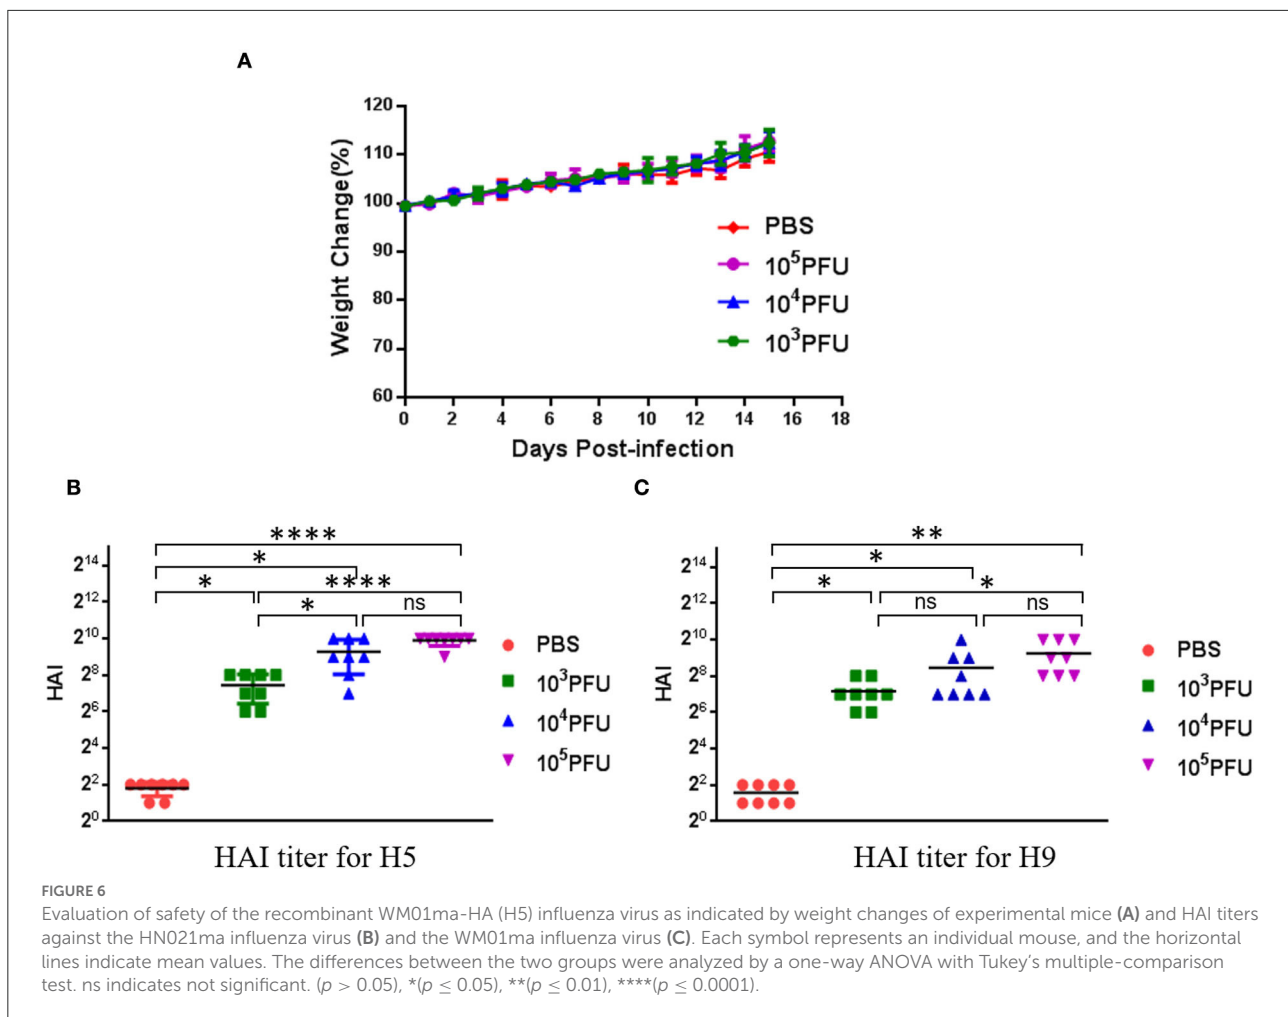 A
120
110
100
90
80
70
60
Weight Change(%)
0 2 4 6 8 10 12 14 16 18
Days Post-infection
PBS
10⁵PFU
10⁴PFU
10³PFU
B
****
*
* ****
* ns
HAI
2¹⁴
2¹²
2¹⁰
2⁸
2⁶
2⁴
2²
2⁰
PBS
10³PFU
10⁴PFU
10⁵PFU
HAI titer for H5
C
**
*
* *
ns ns
HAI
2¹⁴
2¹²
2¹⁰
2⁸
2⁶
2⁴
2²
2⁰
PBS
10³PFU
10⁴PFU
10⁵PFU
HAI titer for H9
FIGURE 6
Evaluation of safety of the recombinant WM01ma-HA (H5) influenza virus as indicated by weight changes of experimental mice (A) and HAI titers
against the HN021ma influenza virus (B) and the WM01ma influenza virus (C). Each symbol represents an individual mouse, and the horizontal
lines indicate mean values. The differences between the two groups were analyzed by a one-way ANOVA with Tukey's multiple-comparison
test. ns indicates not significant. (p > 0.05), *(p ≤ 0.05), **(p ≤ 0.01), ****(p ≤ 0.0001).